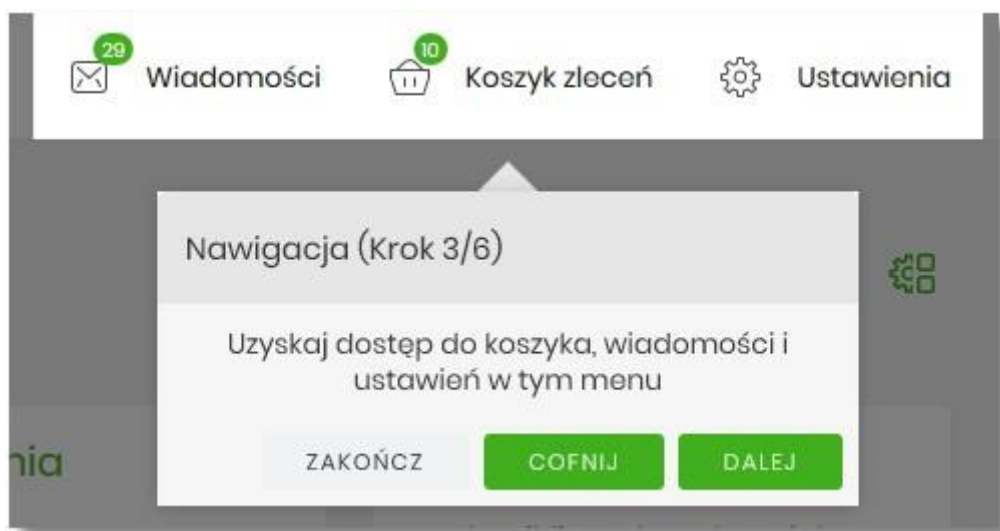 29 Wiadomości 10 Koszyk zleceń Ustawienia
Nawigacja (Krok 3/6)
Uzyskaj dostęp do koszyka, wiadomości i
ustawień w tym menu
ZAKOŃCZ COFNIJ DALEJ
nia